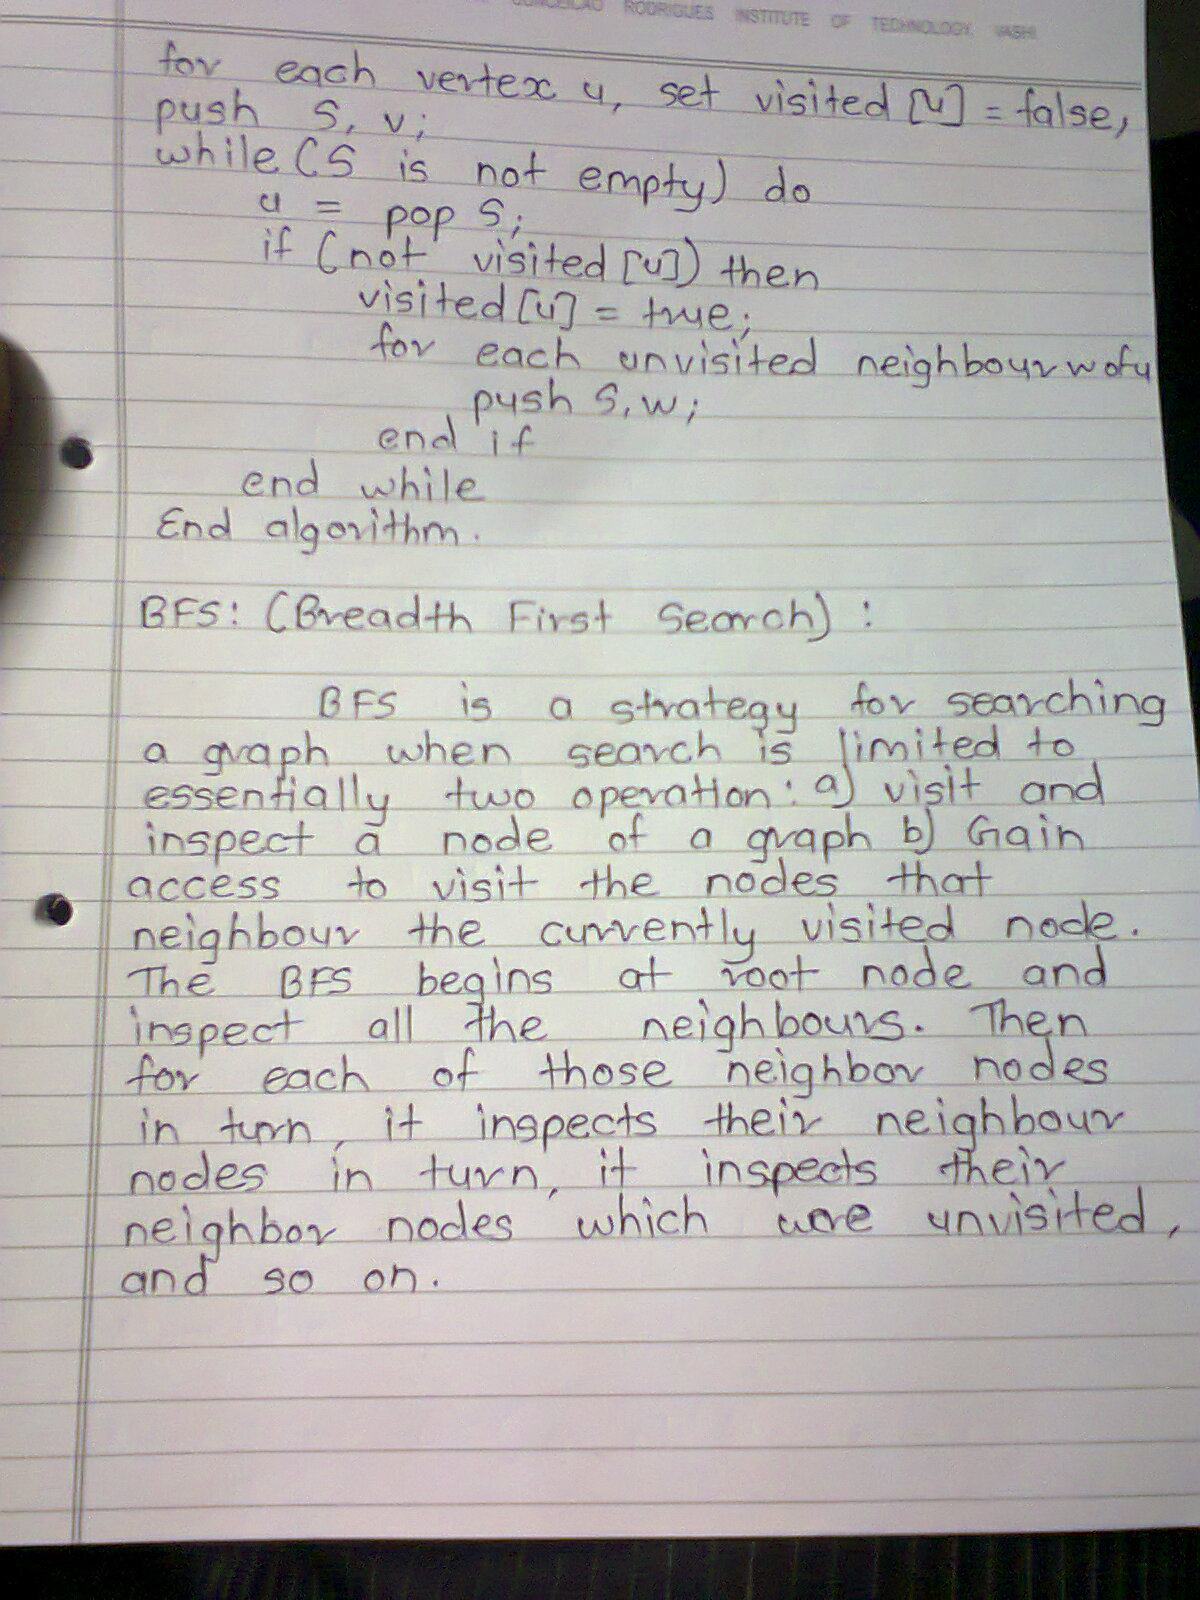 RODRIGUES INSTITUTE OF TECHNOLOGY, VASHI
for each vertex u, set visited [u] = false,
push S, v;
while (S is not empty) do
u = pop S;
if (not visited [u]) then
visited [u] = true;
for each unvisited neighbour w of u
push S, w;
end if
end while
End algorithm.
BFS: (Breadth First Search) :
BFS is a strategy for searching
a graph when search is limited to
essentially two operation: a) visit and
inspect a node of a graph b) Gain
access to visit the nodes that
neighbour the currently visited node.
The BFS begins at root node and
inspect all the neighbours. Then
for each of those neighbor nodes
in turn, it inspects their neighbour
nodes in turn, it inspects their
neighbor nodes which were unvisited,
and so on.